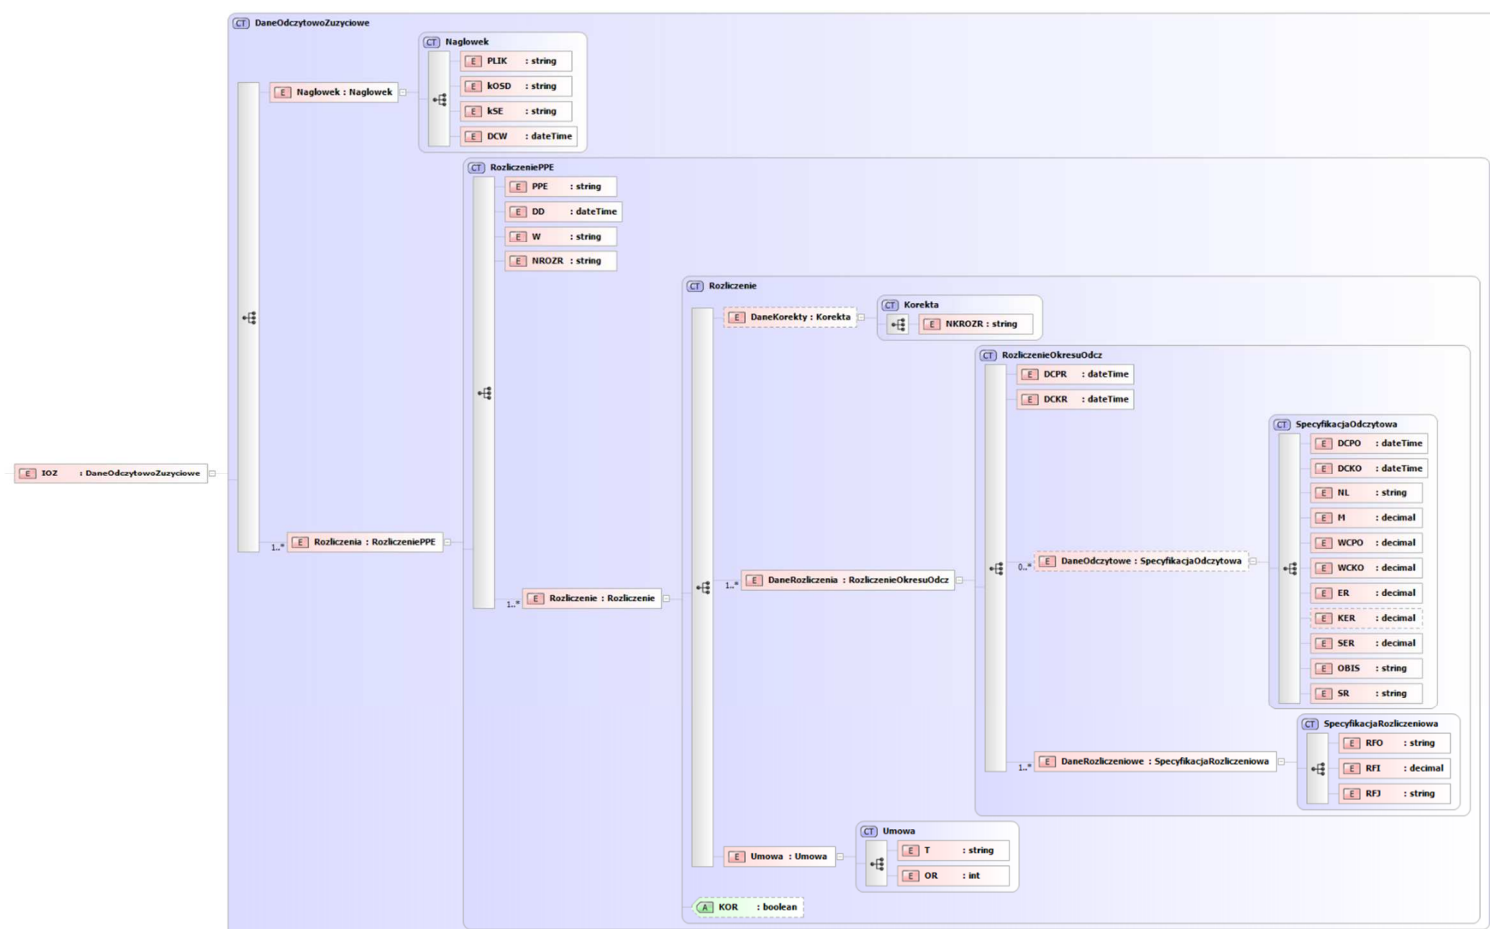 CT DaneOdczytowoZuzyciowe
CT Naglowek
E PLIK : string
E kOSD : string
E Naglowek : Naglowek
E kSE : string
E DCW : dateTime
CT RozliczeniePPE
E PPE : string
E DD : dateTime
E W : string
E NROZR : string
CT Rozliczenie
CT Korekta
E DaneKorekty : Korekta
E NKROZR : string
CT RozliczenieOkresuOdcz
E DCPR : dateTime
E DCKR : dateTime
CT SpecyfikacjaOdczytowa
E DCPO : dateTime
E DCKO : dateTime
E IOZ : DaneOdczytowoZuzyciowe
E NL : string
E M : decimal
1..* E Rozliczenia : RozliczeniePPE
E WCPO : decimal
0..* E DaneOdczytowe : SpecyfikacjaOdczytowa
E WCKO : decimal
1..* E DaneRozliczenia : RozliczenieOkresuOdcz
E ER : decimal
1..* E Rozliczenie : Rozliczenie
E KER : decimal
E SER : decimal
E OBIS : string
E SR : string
CT SpecyfikacjaRozliczeniowa
E RFO : string
1..* E DaneRozliczeniowe : SpecyfikacjaRozliczeniowa
E RFI : decimal
E RFJ : string
CT Umowa
E Umowa : Umowa
E T : string
E OR : int
A KOR : boolean